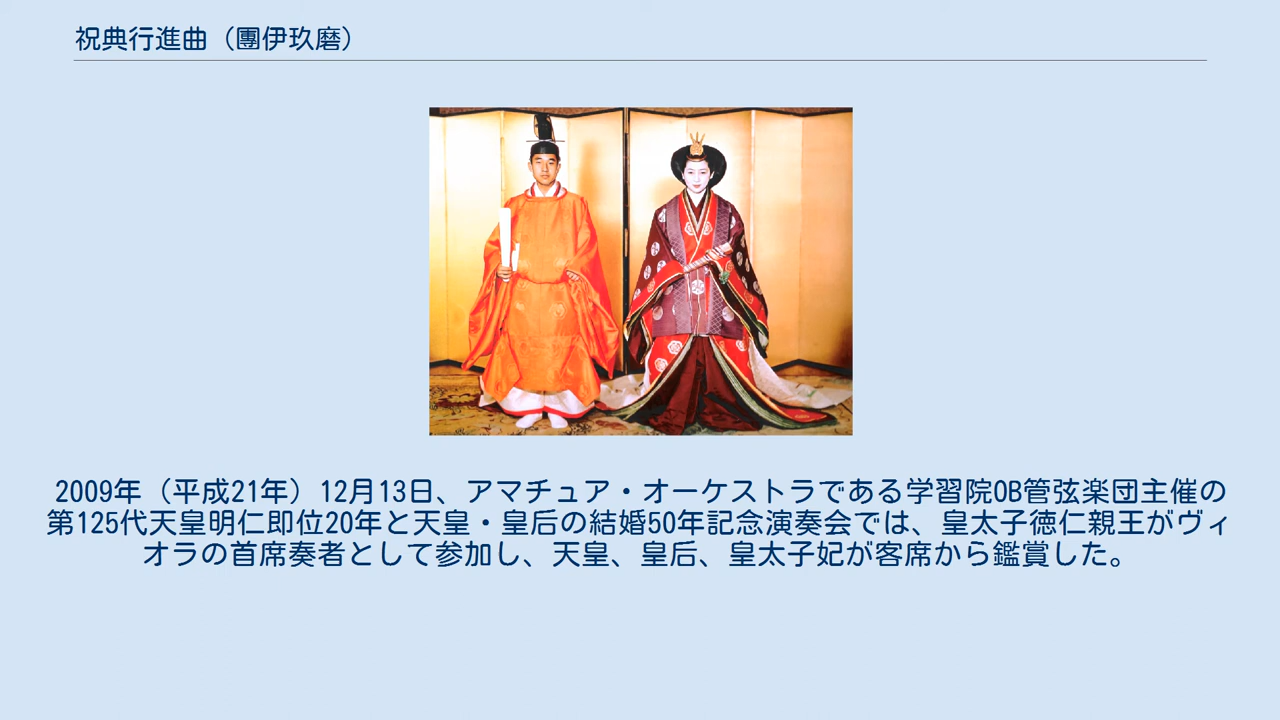 祝典行進曲（團伊玖磨）
2009年（平成21年）12月13日、アマチュア・オーケストラである学習院OB管弦楽団主催の
第125代天皇明仁即位20年と天皇・皇后の結婚50年記念演奏会では、皇太子徳仁親王がヴィ
オラの首席奏者として参加し、天皇、皇后、皇太子妃が客席から鑑賞した。